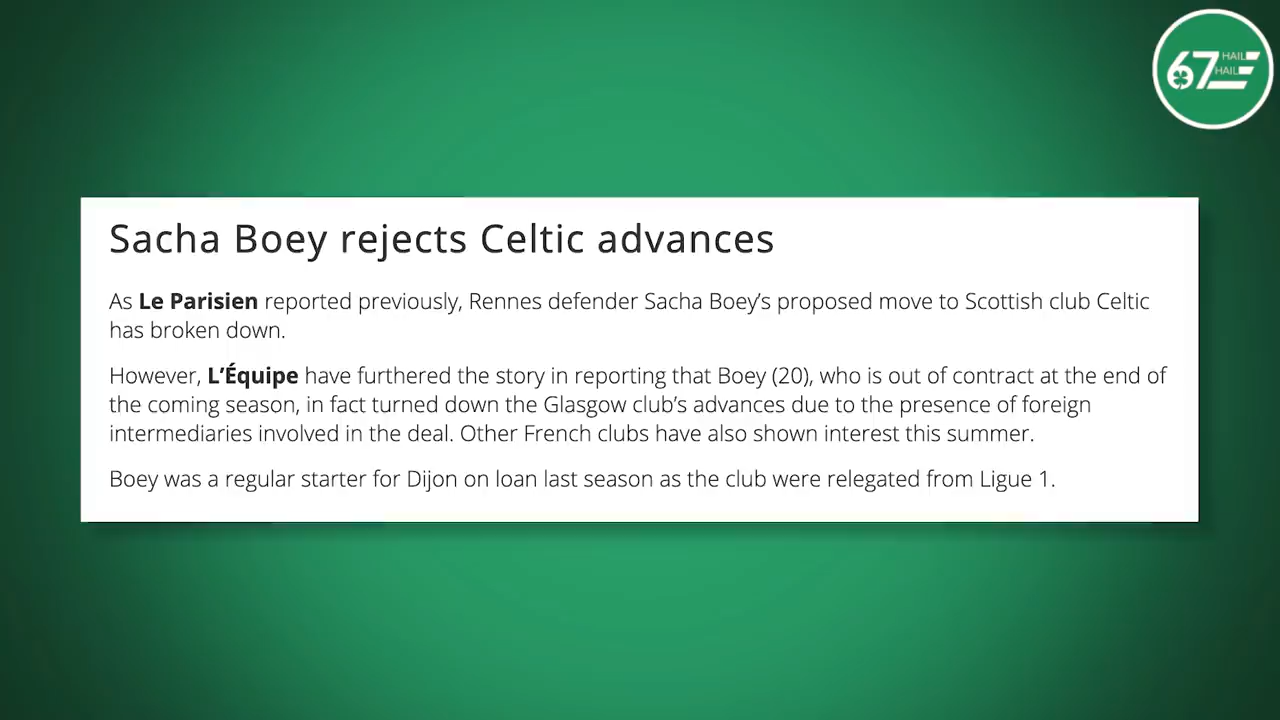 67 HAIL HAIL
Sacha Boey rejects Celtic advances
As Le Parisien reported previously, Rennes defender Sacha Boey’s proposed move to Scottish club Celtic
has broken down.
However, L’Équipe have furthered the story in reporting that Boey (20), who is out of contract at the end of
the coming season, in fact turned down the Glasgow club’s advances due to the presence of foreign
intermediaries involved in the deal. Other French clubs have also shown interest this summer.
Boey was a regular starter for Dijon on loan last season as the club were relegated from Ligue 1.